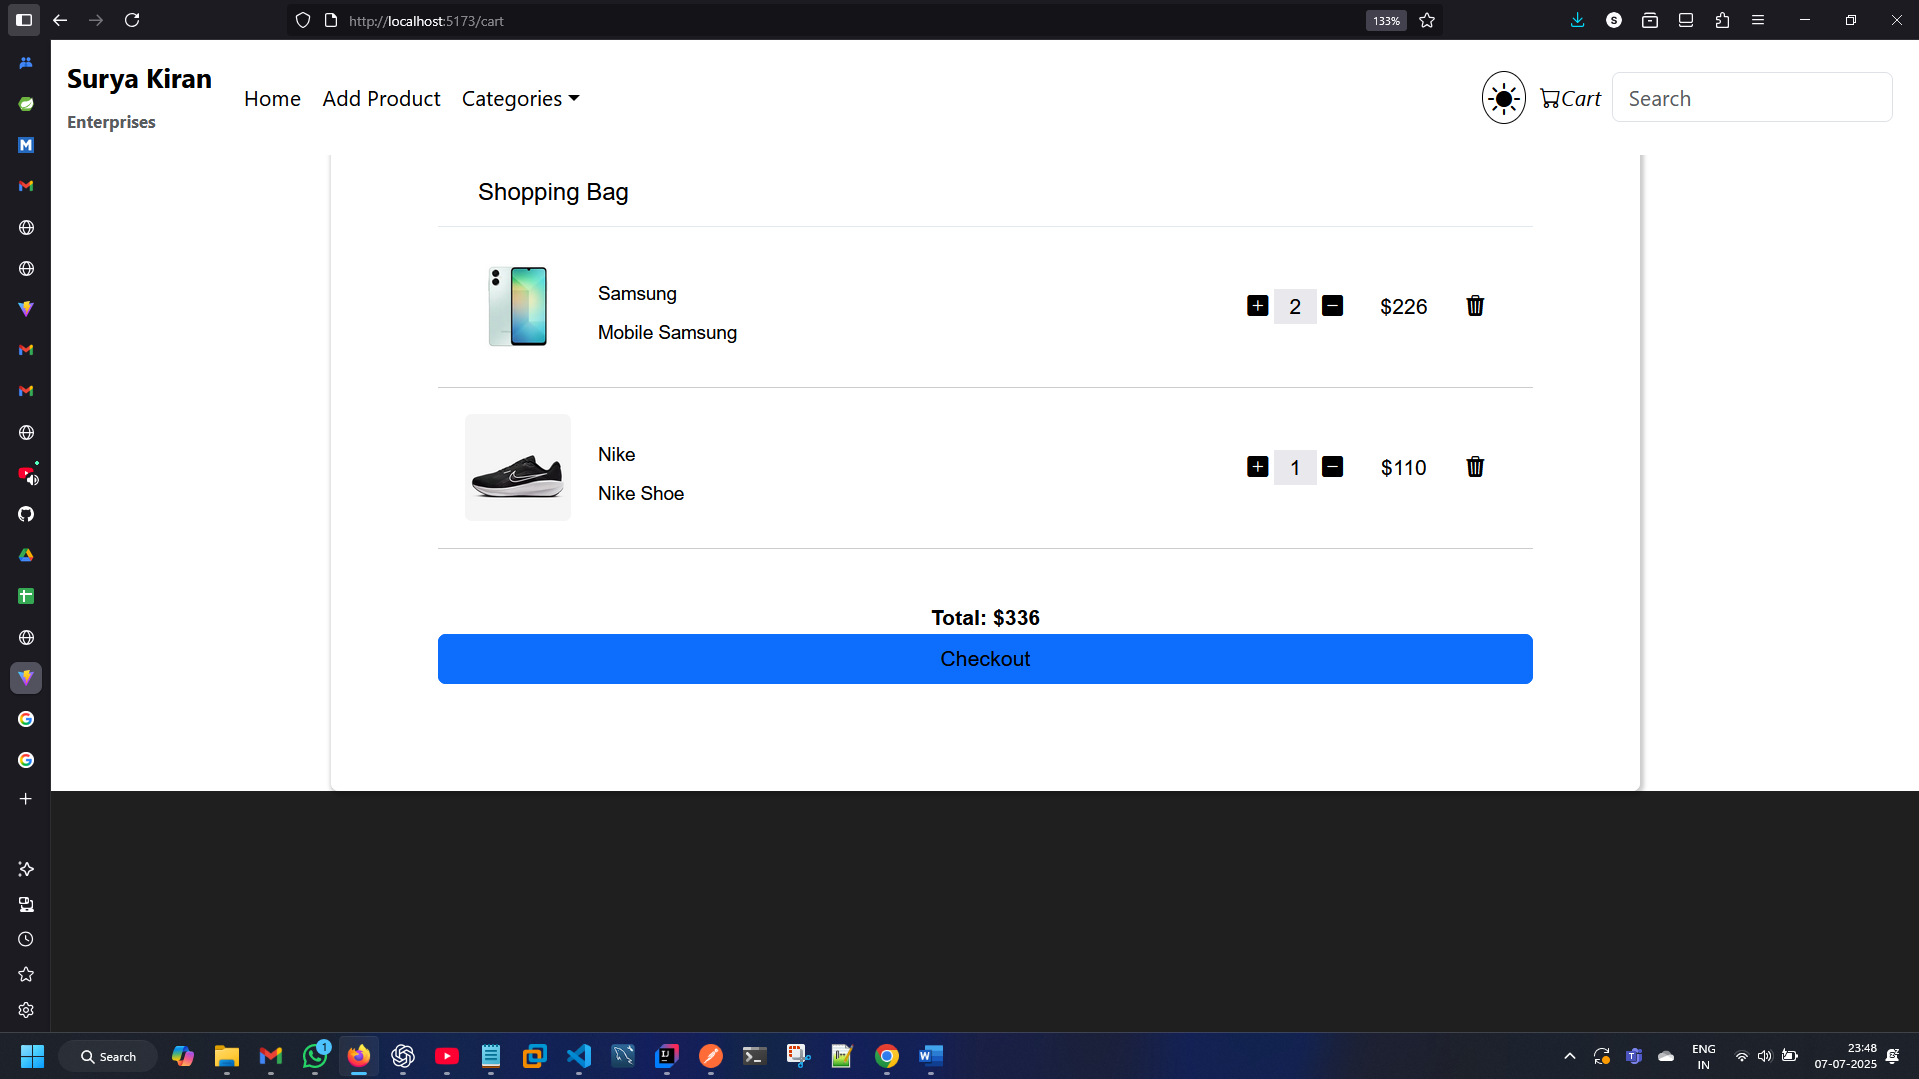 http://localhost:5173/cart
133%
S
Surya Kiran
Enterprises
Home
Add Product
Categories
Cart
Search
Shopping Bag
Samsung
Mobile Samsung
2
$226
Nike
Nike Shoe
1
$110
Total: $336
Checkout
Search
1
ENG
IN
23:48
07-07-2025